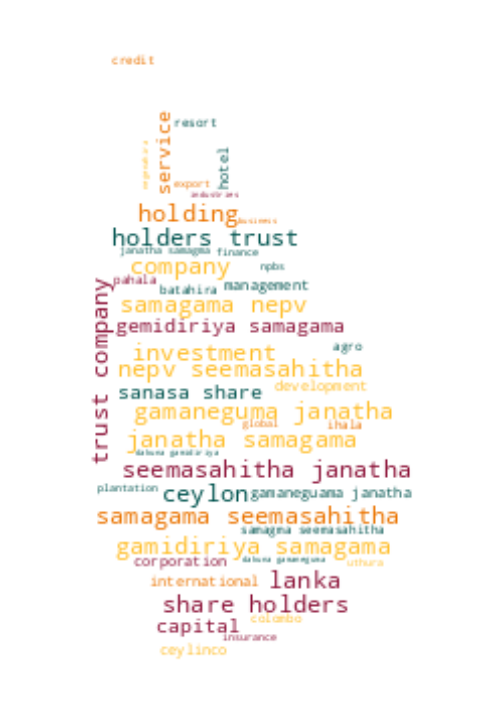 credit
service
resort
hotel
export
industries
holding
business
holders trust
janatha samagma
finance
company
npbs
pahala
batahira
management
trust company
samagama nepv
gemidiriya samagama
investment
agro
nepv seemasahitha
sanasa share
development
gamaneguma janatha
global
ihala
janatha samagama
dakuna gamidiriya
seemasahitha janatha
plantation
ceylon
gamaneguama janatha
samagama seemasahitha
samagma seemasahitha
gamidiriya samagama
corporation
dakuna gamaneguma
uthura
international
lanka
share holders
colombo
capital
insurance
ceylinco